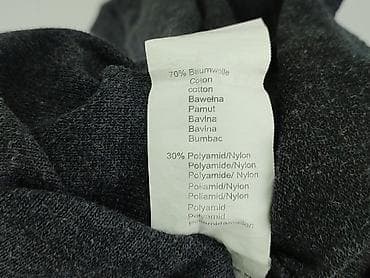 70% Baumwolle
Coton
cotton
Bawełna
Pamut
Bavlna
Bavina
Bumbac
30% Polyamid/Nylon
Polyamide/Nylon
Polyamide/ Nylon
Poliamid/Nylon
Poliamid/Nylon
Polyamid
Polyamid